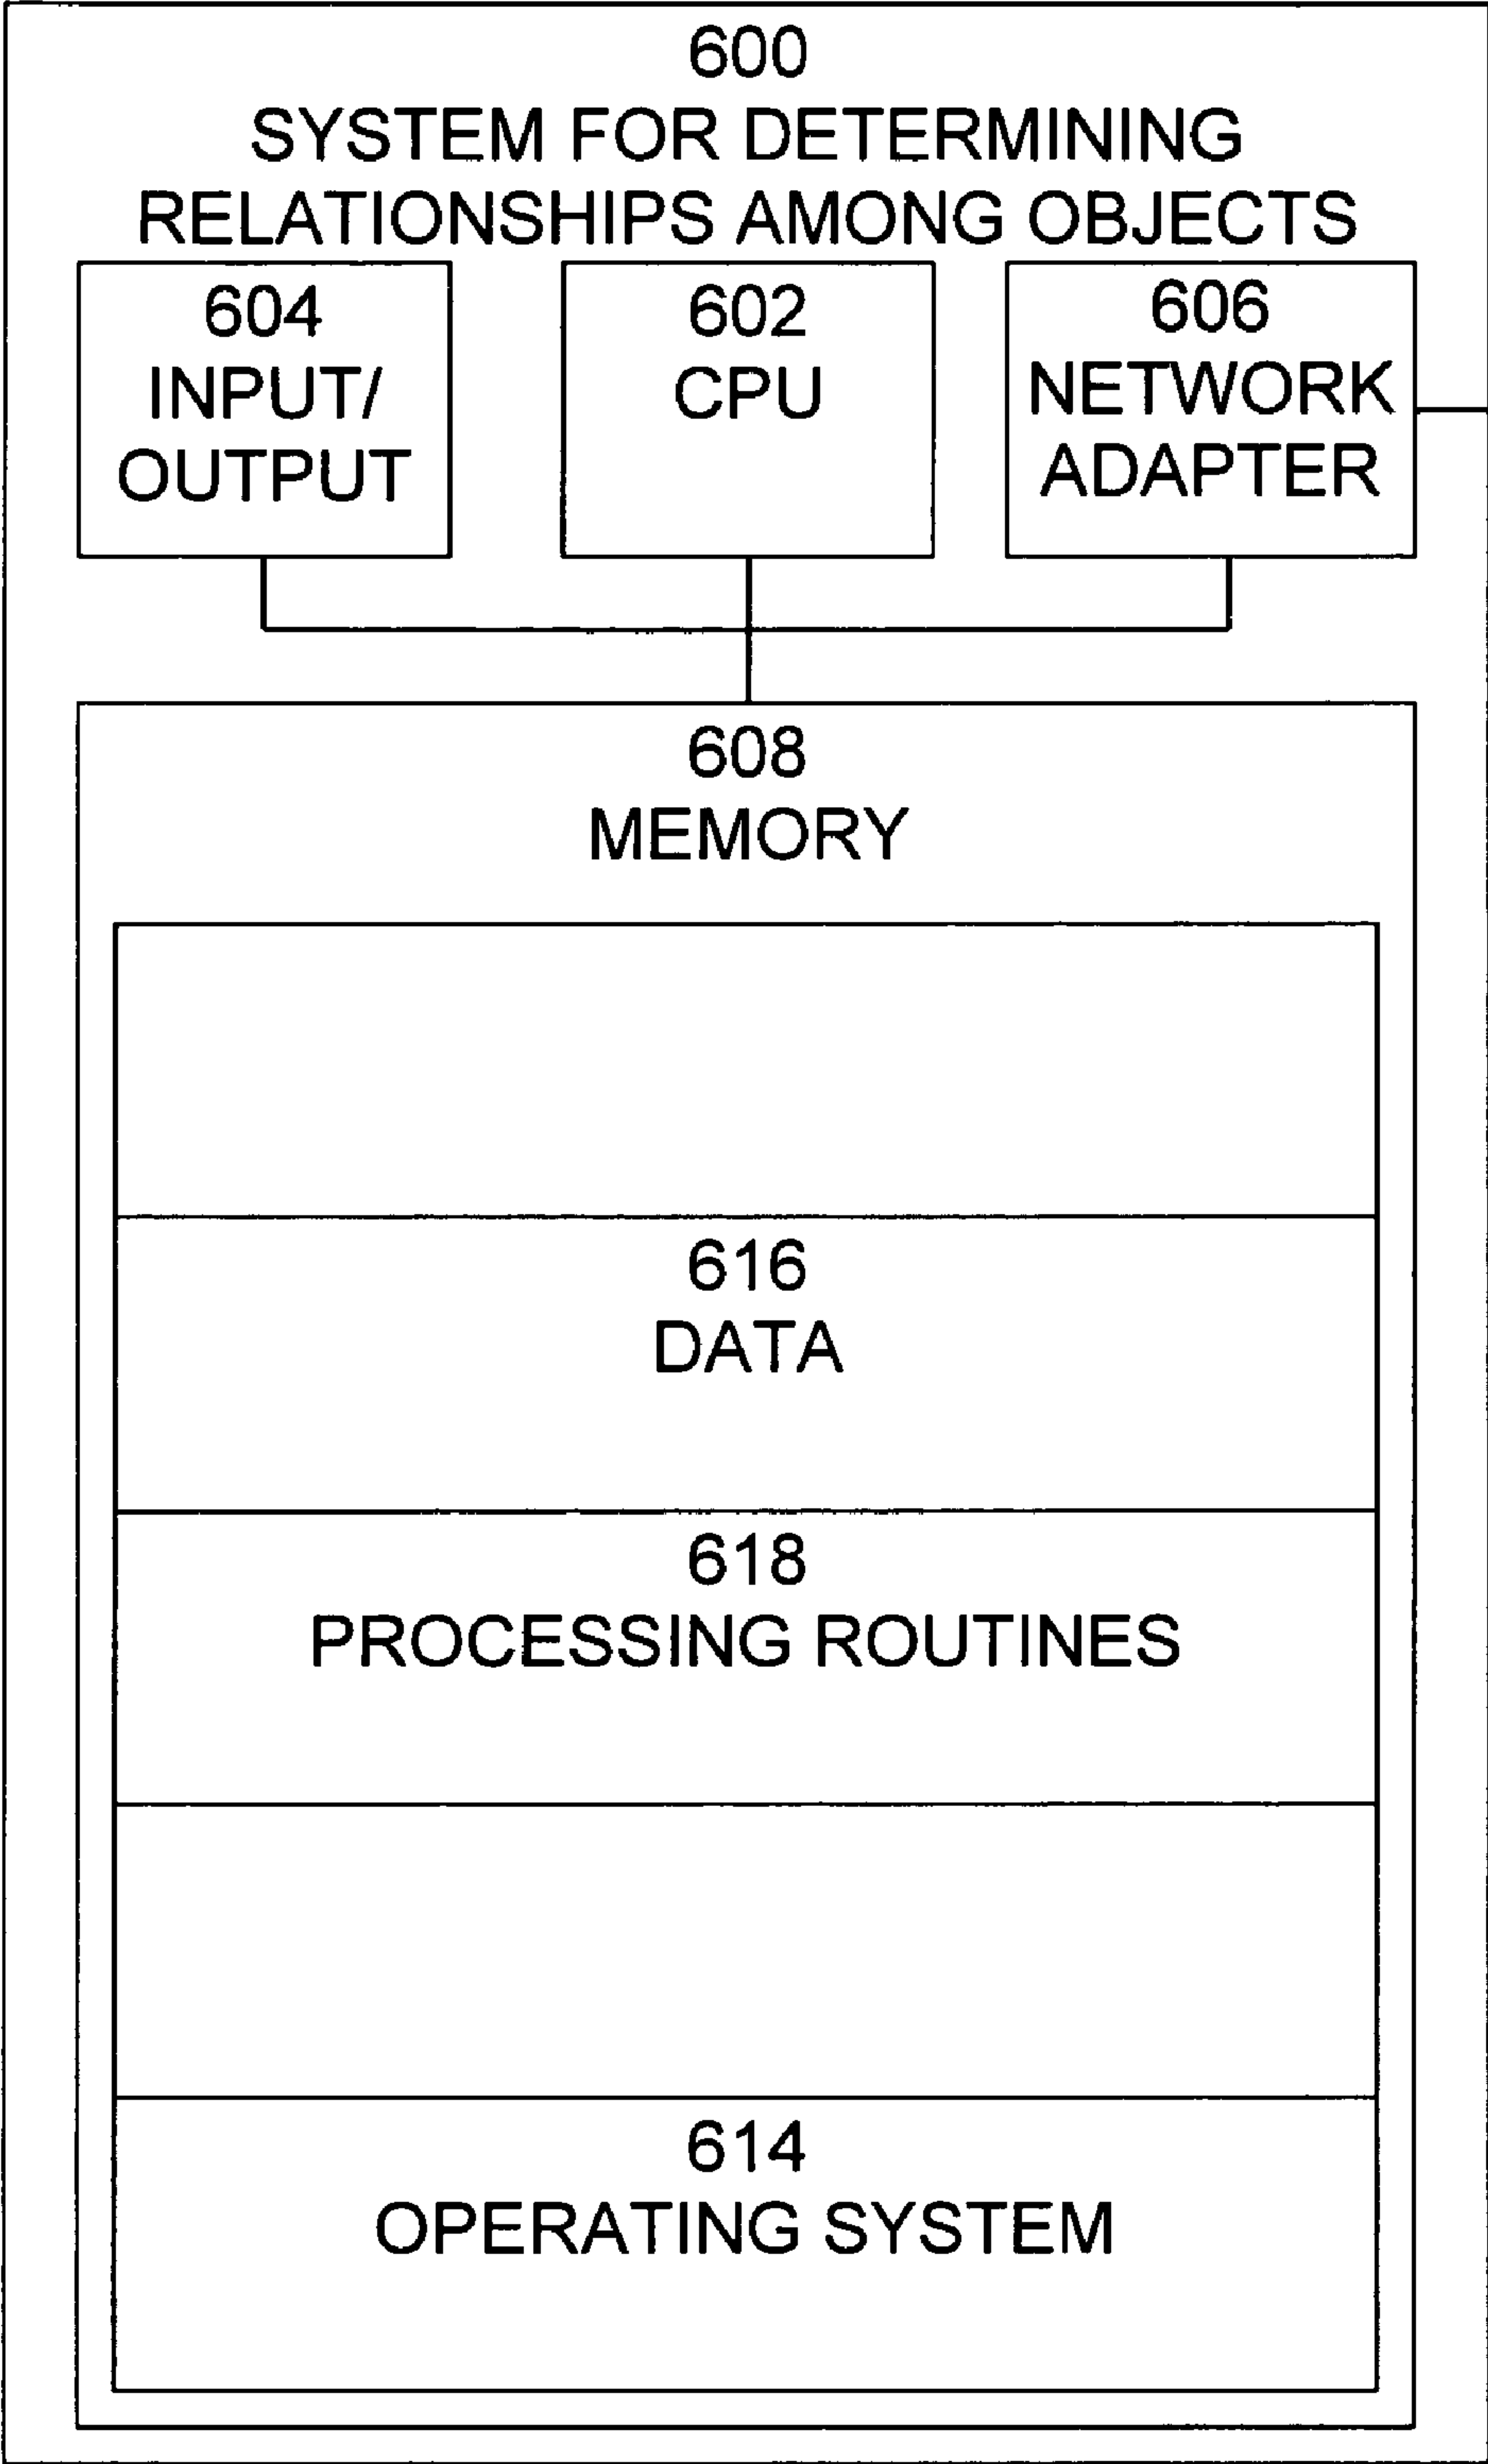 600
SYSTEM FOR DETERMINING
RELATIONSHIPS AMONG OBJECTS
604
INPUT/
OUTPUT
602
CPU
606
NETWORK
ADAPTER
608
MEMORY
616
DATA
618
PROCESSING ROUTINES
614
OPERATING SYSTEM